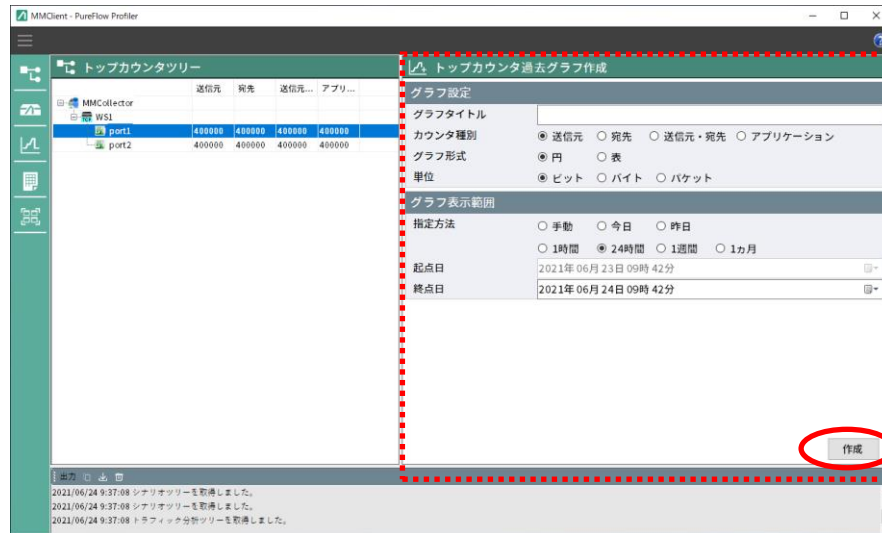 MMClient - PureFlow Profiler
トップカウンタツリー
送信元 宛先 送信元... アプリ...
MMCollector
WS1
port1 400000 400000 400000 400000
port2 400000 400000 400000 400000
トップカウンタ過去グラフ作成
グラフ設定
グラフタイトル
カウンタ種別 送信元 宛先 送信元・宛先 アプリケーション
グラフ形式 円 表
単位 ビット バイト パケット
グラフ表示範囲
指定方法 手動 今日 昨日
1時間 24時間 1週間 1ヵ月
起点日 2021年 06月 23日 09時 42分
終点日 2021年 06月 24日 09時 42分
作成
出力
2021/06/24 9:37:08 シナリオツリーを取得しました。
2021/06/24 9:37:08 シナリオツリーを取得しました。
2021/06/24 9:37:08 トラフィック分析ツリーを取得しました。